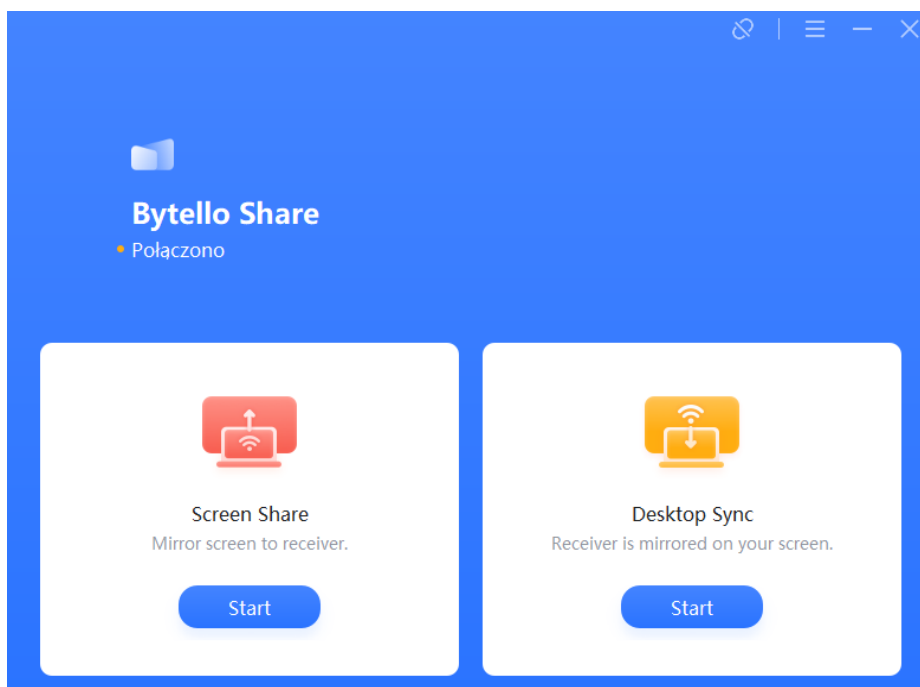 Bytello Share
Połączono
Screen Share
Mirror screen to receiver.
Start
Desktop Sync
Receiver is mirrored on your screen.
Start